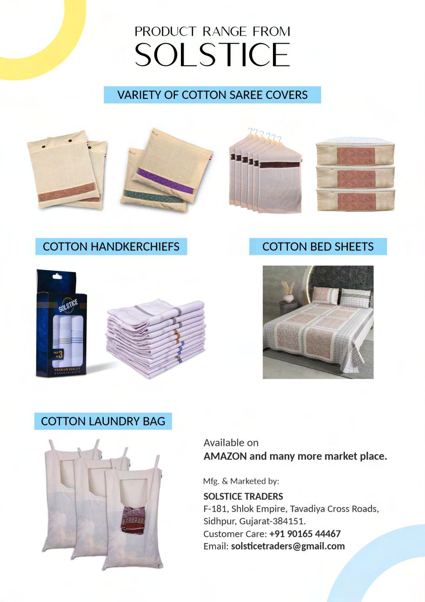 PRODUCT RANGE FROM
SOLSTICE
VARIETY OF COTTON SAREE COVERS
COTTON HANDKERCHIEFS
COTTON BED SHEETS
SOLSTICE
3
COTTON LAUNDRY BAG
Available on
AMAZON and many more market place.
Mfg. & Marketed by:
SOLSTICE TRADERS
F-181, Shlok Empire, Tavadiya Cross Roads,
Sidhpur, Gujarat-384151.
Customer Care: +91 90165 44467
Email: solsticetraders@gmail.com